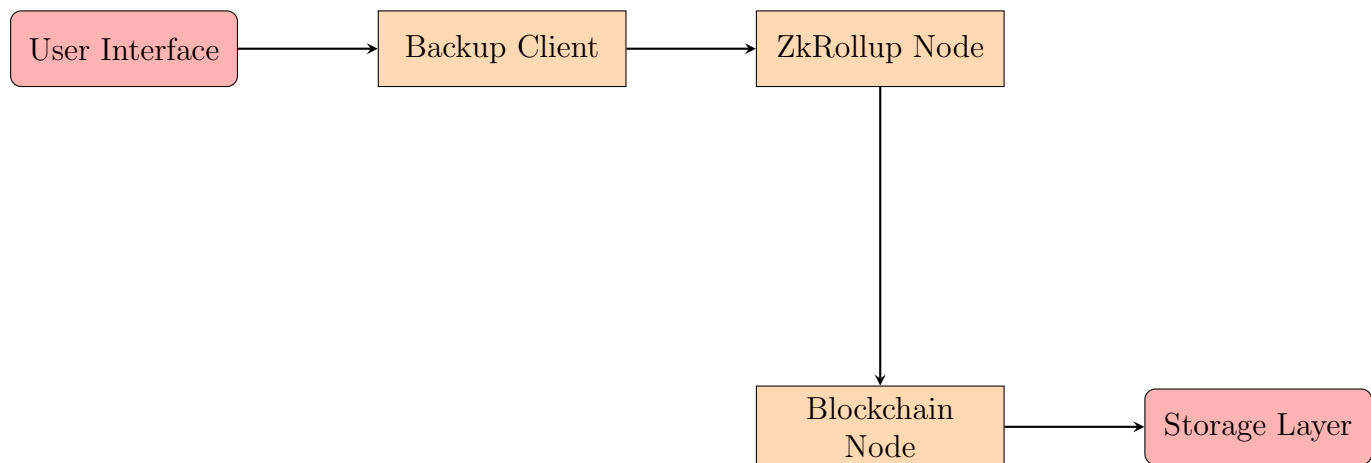 User Interface
Backup Client
ZkRollup Node
Blockchain
Node
Storage Layer